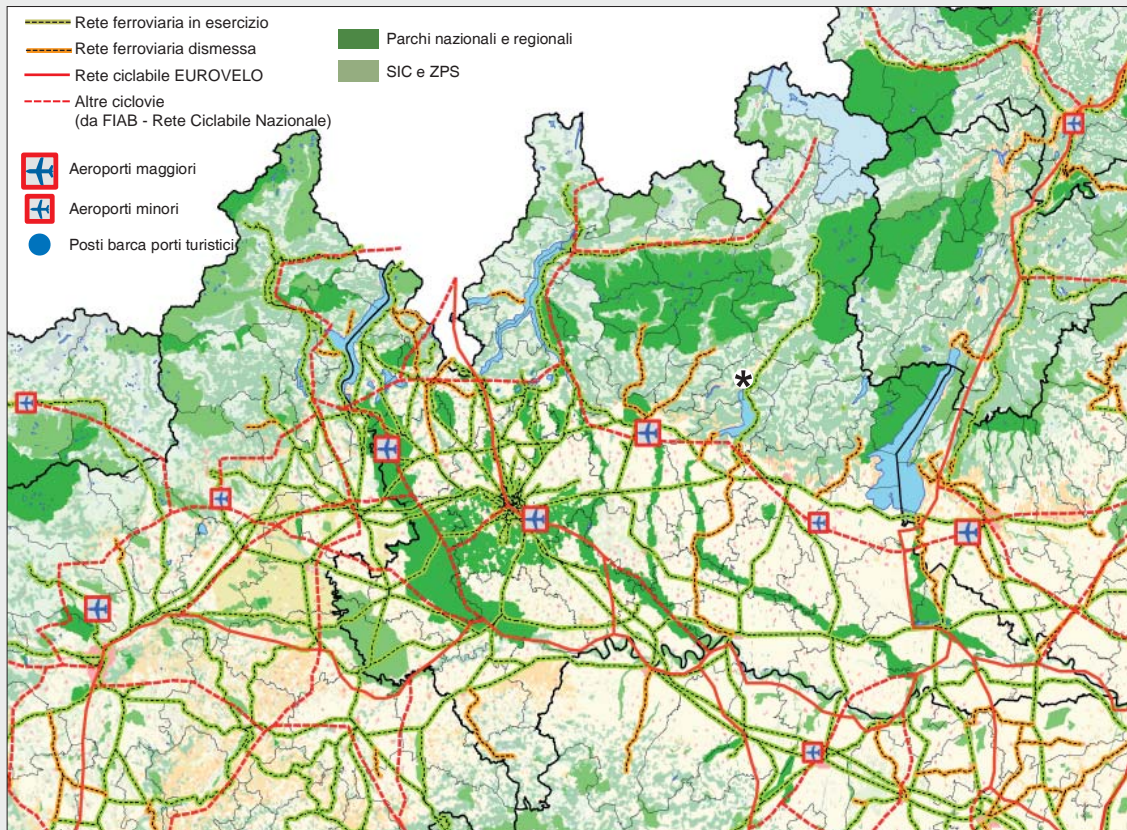 Rete ferroviaria in esercizio
Rete ferroviaria dismessa
Rete ciclabile EUROVELO
Altre ciclovie
(da FIAB - Rete Ciclabile Nazionale)
Aeroporti maggiori
Aeroporti minori
Posti barca porti turistici
Parchi nazionali e regionali
SIC e ZPS
*